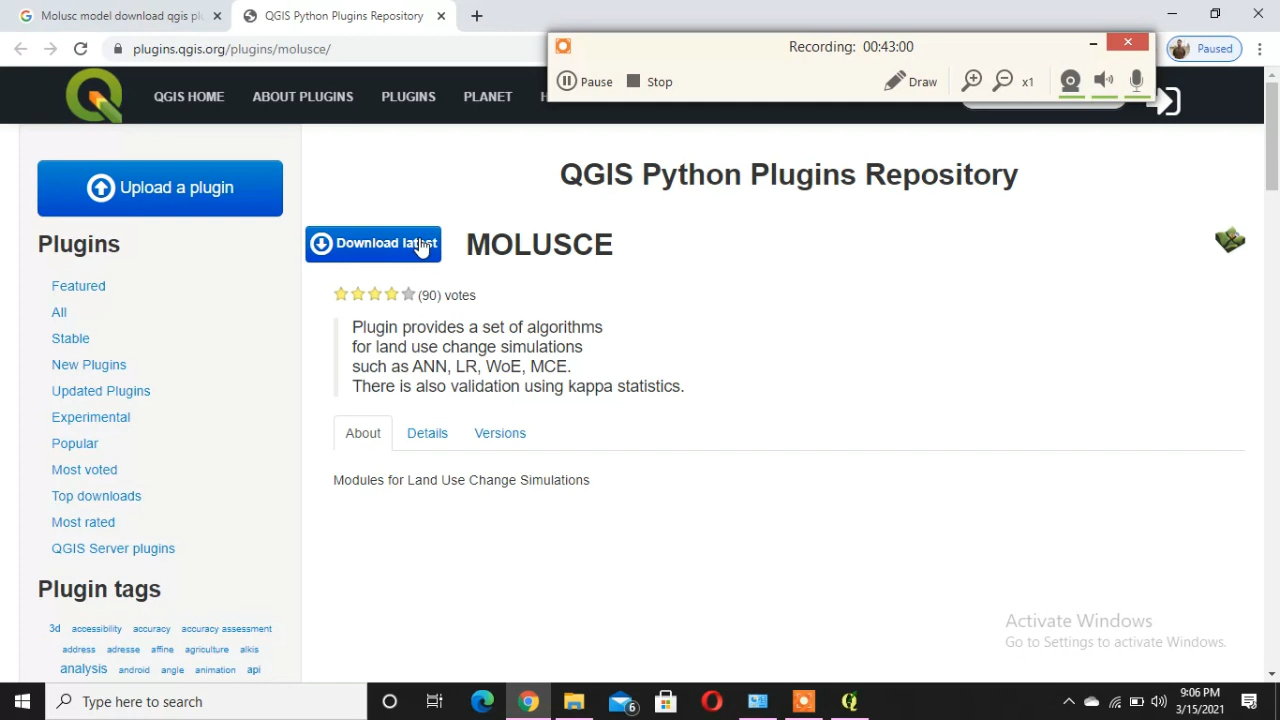 Molusc model download qgis plu
QGIS Python Plugins Repository
plugins.qgis.org/plugins/molusce/
Paused
Recording: 00:43:00
Pause
Stop
Draw
x1
QGIS HOME
ABOUT PLUGINS
PLUGINS
PLANET
H
Upload a plugin
QGIS Python Plugins Repository
Plugins
Download latest
MOLUSCE
(90) votes
Featured
All
Stable
New Plugins
Updated Plugins
Experimental
Popular
Most voted
Top downloads
Most rated
QGIS Server plugins
Plugin provides a set of algorithms
for land use change simulations
such as ANN, LR, WoE, MCE.
There is also validation using kappa statistics.
About
Details
Versions
Modules for Land Use Change Simulations
Plugin tags
3d accessibility accuracy accuracy assessment
address adresse affine agriculture alkis
analysis android angle animation api
Activate Windows
Go to Settings to activate Windows.
Type here to search
6
9:06 PM
3/15/2021